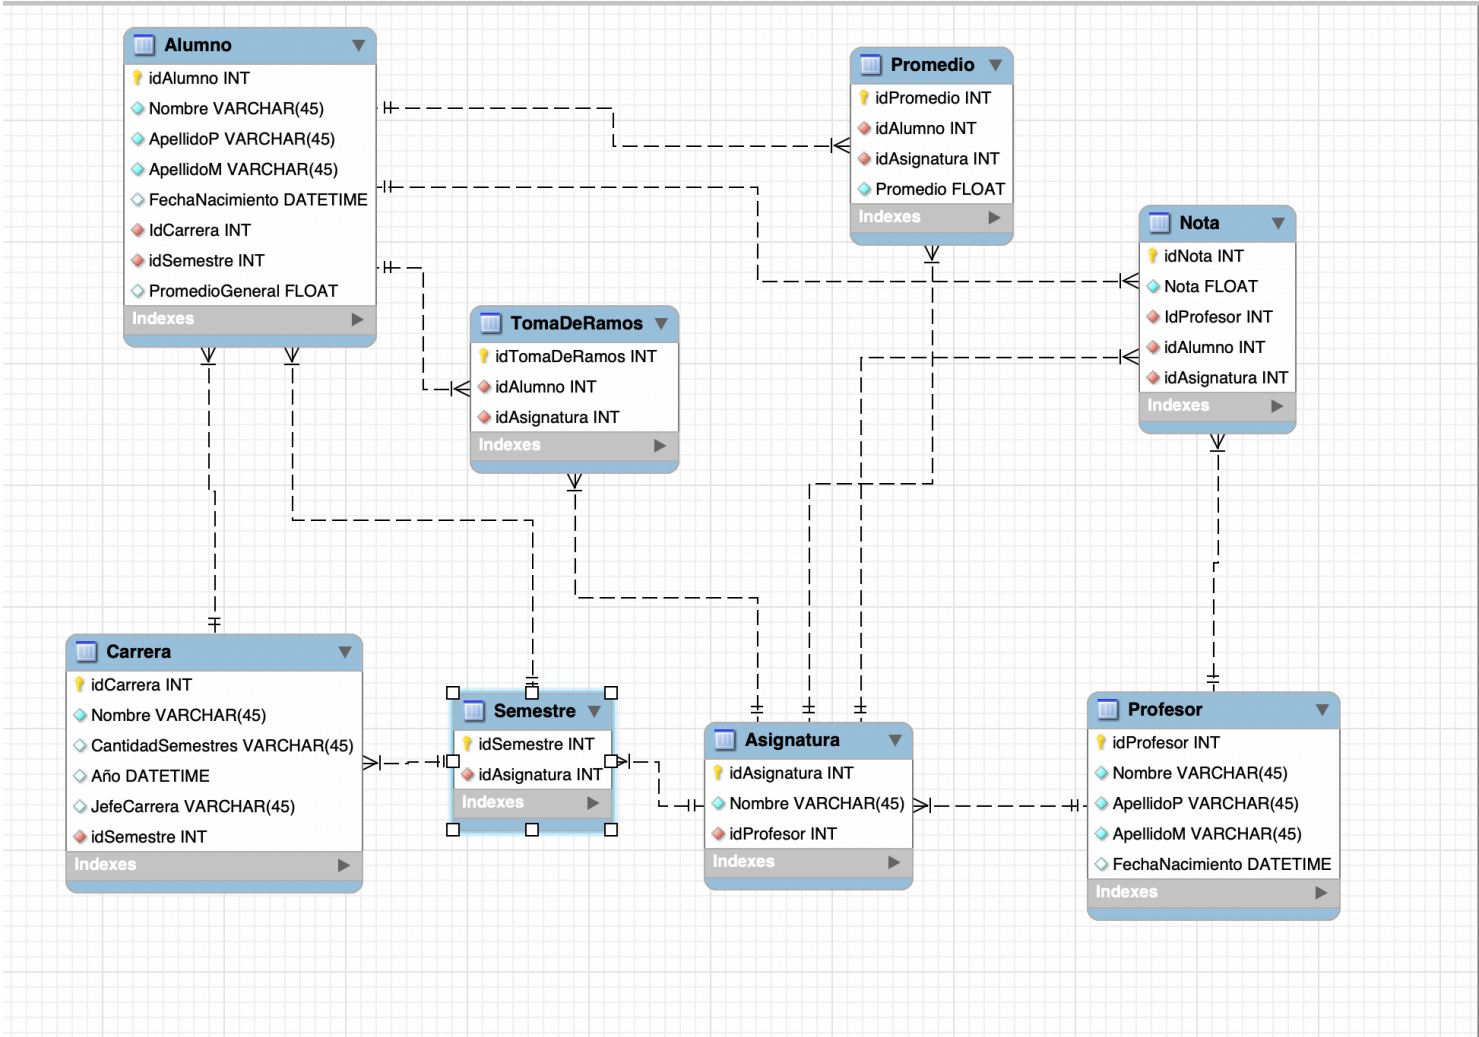 Alumno
idAlumno INT
Nombre VARCHAR(45)
ApellidoP VARCHAR(45)
ApellidoM VARCHAR(45)
FechaNacimiento DATETIME
IdCarrera INT
idSemestre INT
PromedioGeneral FLOAT
Indexes
Promedio
idPromedio INT
idAlumno INT
idAsignatura INT
Promedio FLOAT
Indexes
Nota
idNota INT
Nota FLOAT
IdProfesor INT
idAlumno INT
idAsignatura INT
Indexes
TomaDeRamos
idTomaDeRamos INT
idAlumno INT
idAsignatura INT
Indexes
Carrera
idCarrera INT
Nombre VARCHAR(45)
CantidadSemestres VARCHAR(45)
Año DATETIME
JefeCarrera VARCHAR(45)
idSemestre INT
Indexes
Semestre
idSemestre INT
idAsignatura INT
Indexes
Asignatura
idAsignatura INT
Nombre VARCHAR(45)
idProfesor INT
Indexes
Profesor
idProfesor INT
Nombre VARCHAR(45)
ApellidoP VARCHAR(45)
ApellidoM VARCHAR(45)
FechaNacimiento DATETIME
Indexes